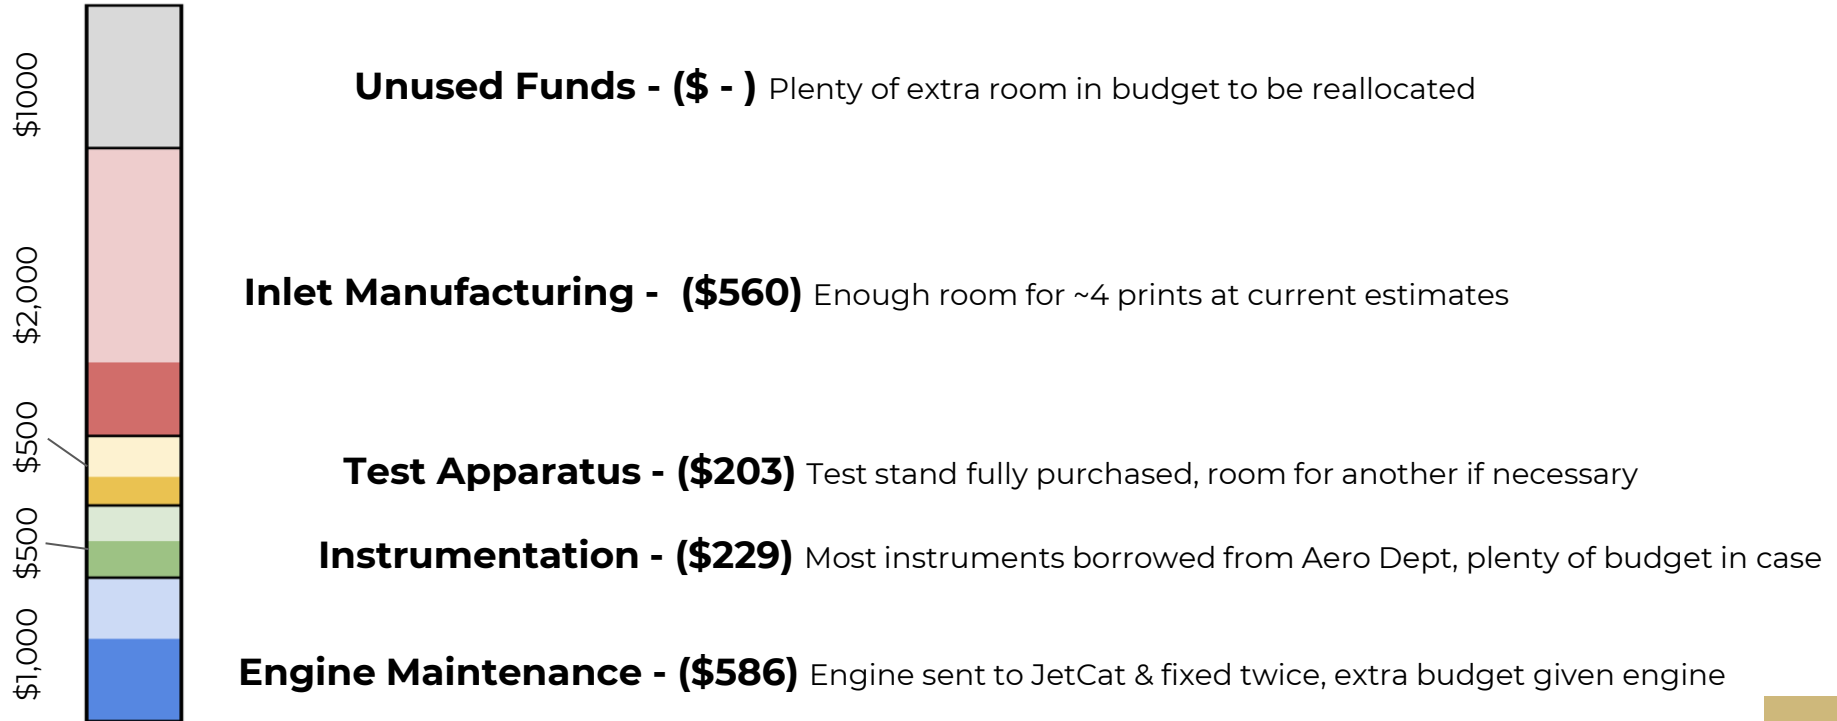 $1000
Unused Funds - ($ - ) Plenty of extra room in budget to be reallocated
$2,000
Inlet Manufacturing - ($560) Enough room for ~4 prints at current estimates
$500
Test Apparatus - ($203) Test stand fully purchased, room for another if necessary
$500
Instrumentation - ($229) Most instruments borrowed from Aero Dept, plenty of budget in case
$1,000
Engine Maintenance - ($586) Engine sent to JetCat & fixed twice, extra budget given engine